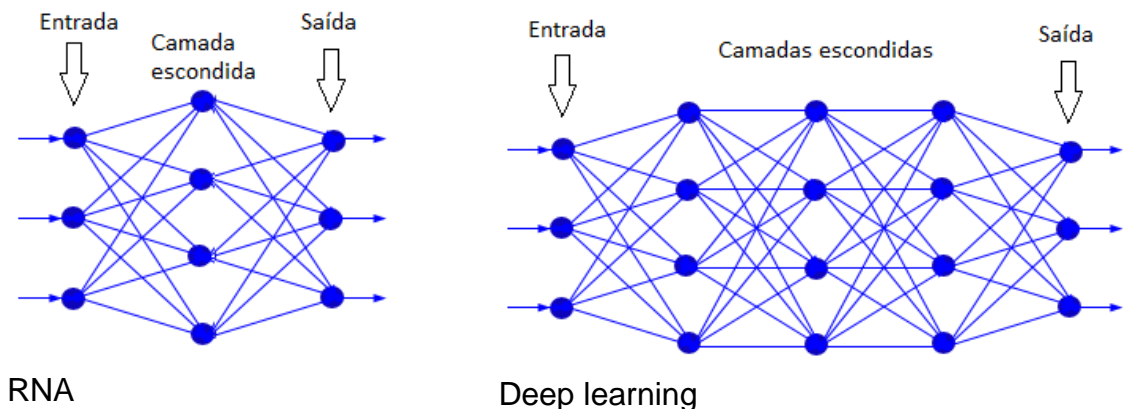 Entrada
Camada
escondida
Saída
RNA
Entrada
Camadas escondidas
Saída
Deep learning